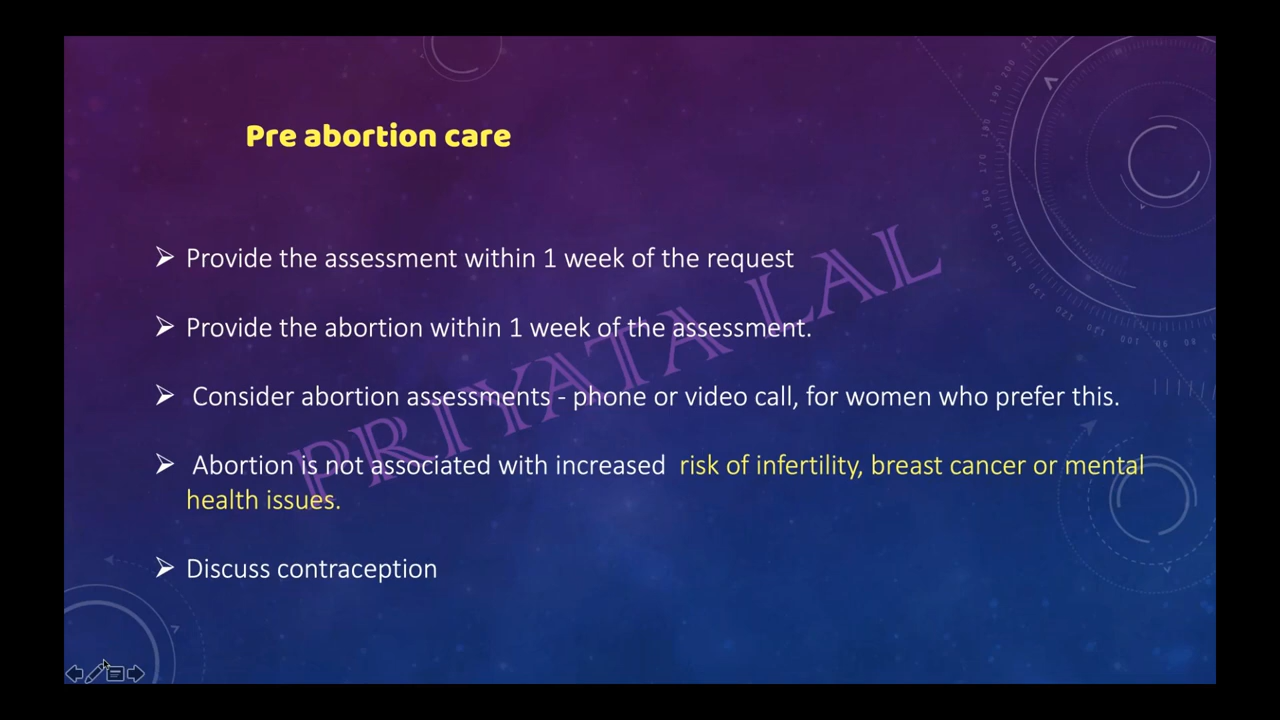 Pre abortion care
➢ Provide the assessment within 1 week of the request
➢ Provide the abortion within 1 week of the assessment.
➢ Consider abortion assessments - phone or video call, for women who prefer this.
➢ Abortion is not associated with increased risk of infertility, breast cancer or mental
health issues.
➢ Discuss contraception
PRIYATA LAL